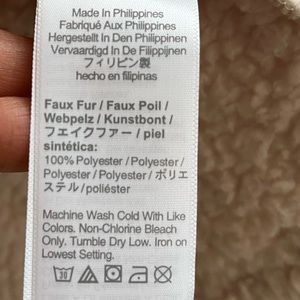 Made In Philippines
Fabriqué Aux Philippines
Hergestellt In Den Philippinen
Vervaardigd In De Filippijnen
フィリピン製
hecho en filipinas
Faux Fur / Faux Poil /
Webpelz / Kunstbont /
フエイクファー / piel
sintética:
100% Polyester / Polyester /
Polyester / Polyester / ポリエ
ステル / poliéster
Machine Wash Cold With Like
Colors. Non-Chlorine Bleach
Only. Tumble Dry Low. Iron on
Lowest Setting.
30